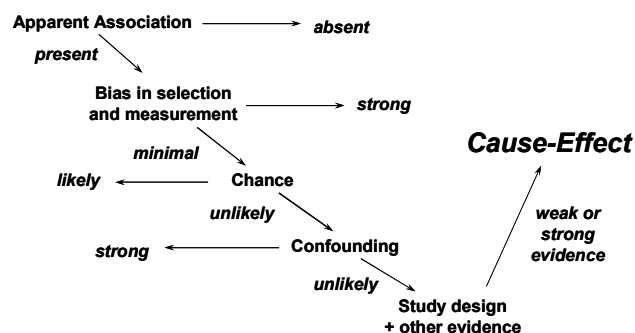 Apparent Association
absent
present
Bias in selection
and measurement
strong
Cause-Effect
minimal
likely
Chance
unlikely
weak or
strong
evidence
strong
Confounding
unlikely
Study design
+ other evidence